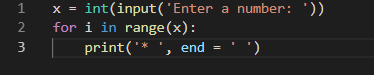 1 x = int(input('Enter a number: '))
2 for i in range(x):
3     print('* ', end = ' ')